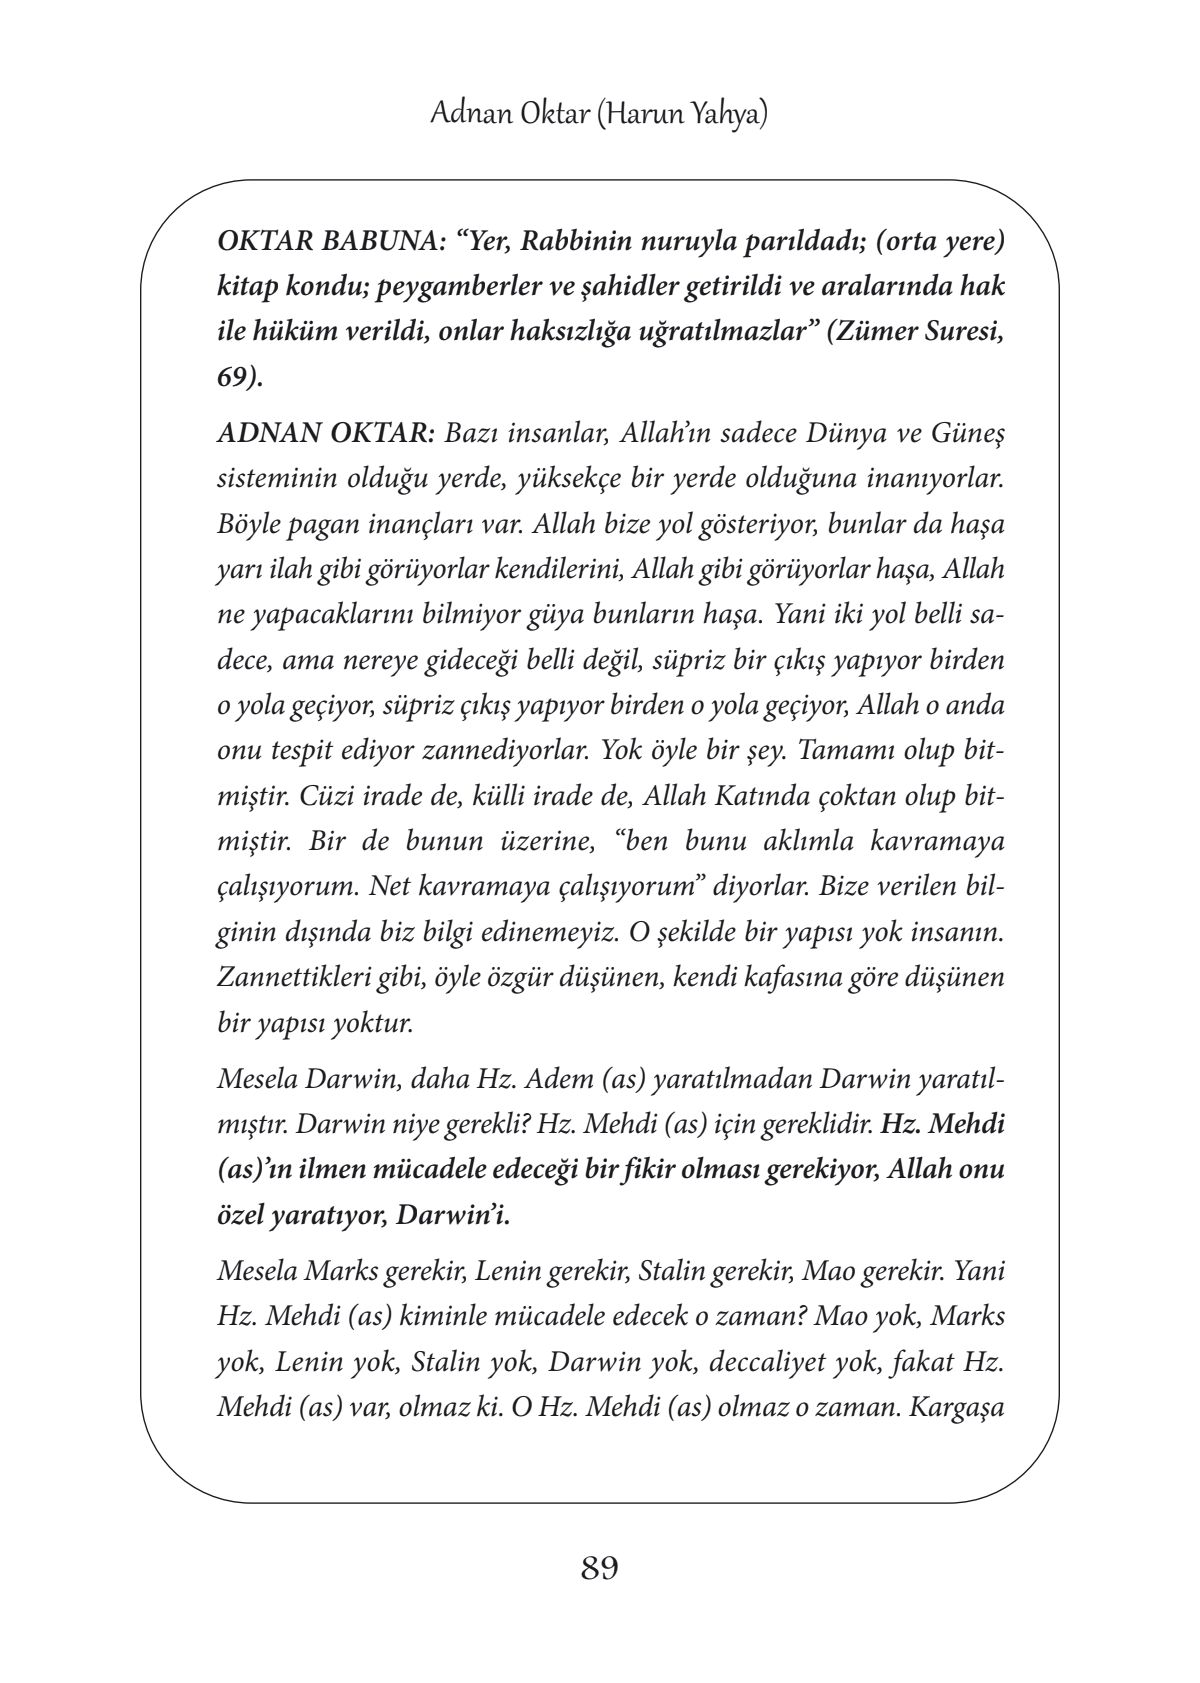 Adnan Oktar (Harun Yahya)
OKTAR BABUNA: “Yer, Rabbinin nuruyla parıldadı; (orta yere)
kitap kondu; peygamberler ve şahidler getirildi ve aralarında hak
ile hüküm verildi, onlar haksızlığa uğratılmazlar” (Zümer Suresi,
69).
ADNAN OKTAR: Bazı insanlar, Allah’ın sadece Dünya ve Güneş
sisteminin olduğu yerde, yüksekçe bir yerde olduğuna inanıyorlar.
Böyle pagan inançları var. Allah bize yol gösteriyor, bunlar da haşa
yarı ilah gibi görüyorlar kendilerini, Allah gibi görüyorlar haşa, Allah
ne yapacaklarını bilmiyor güya bunların haşa. Yani iki yol belli sa-
dece, ama nereye gideceği belli değil, süpriz bir çıkış yapıyor birden
o yola geçiyor, süpriz çıkış yapıyor birden o yola geçiyor, Allah o anda
onu tespit ediyor zannediyorlar. Yok öyle bir şey. Tamamı olup bit-
miştir. Cüzi irade de, külli irade de, Allah Katında çoktan olup bit-
miştir. Bir de bunun üzerine, “ben bunu aklımla kavramaya
çalışıyorum. Net kavramaya çalışıyorum” diyorlar. Bize verilen bil-
ginin dışında biz bilgi edinemeyiz. O şekilde bir yapısı yok insanın.
Zannettikleri gibi, öyle özgür düşünen, kendi kafasına göre düşünen
bir yapısı yoktur.
Mesela Darwin, daha Hz. Adem (as) yaratılmadan Darwin yaratıl-
mıştır. Darwin niye gerekli? Hz. Mehdi (as) için gereklidir. Hz. Mehdi
(as)’ın ilmen mücadele edeceği bir fikir olması gerekiyor, Allah onu
özel yaratıyor, Darwin’i.
Mesela Marks gerekir, Lenin gerekir, Stalin gerekir, Mao gerekir. Yani
Hz. Mehdi (as) kiminle mücadele edecek o zaman? Mao yok, Marks
yok, Lenin yok, Stalin yok, Darwin yok, deccaliyet yok, fakat Hz.
Mehdi (as) var, olmaz ki. O Hz. Mehdi (as) olmaz o zaman. Kargaşa
89